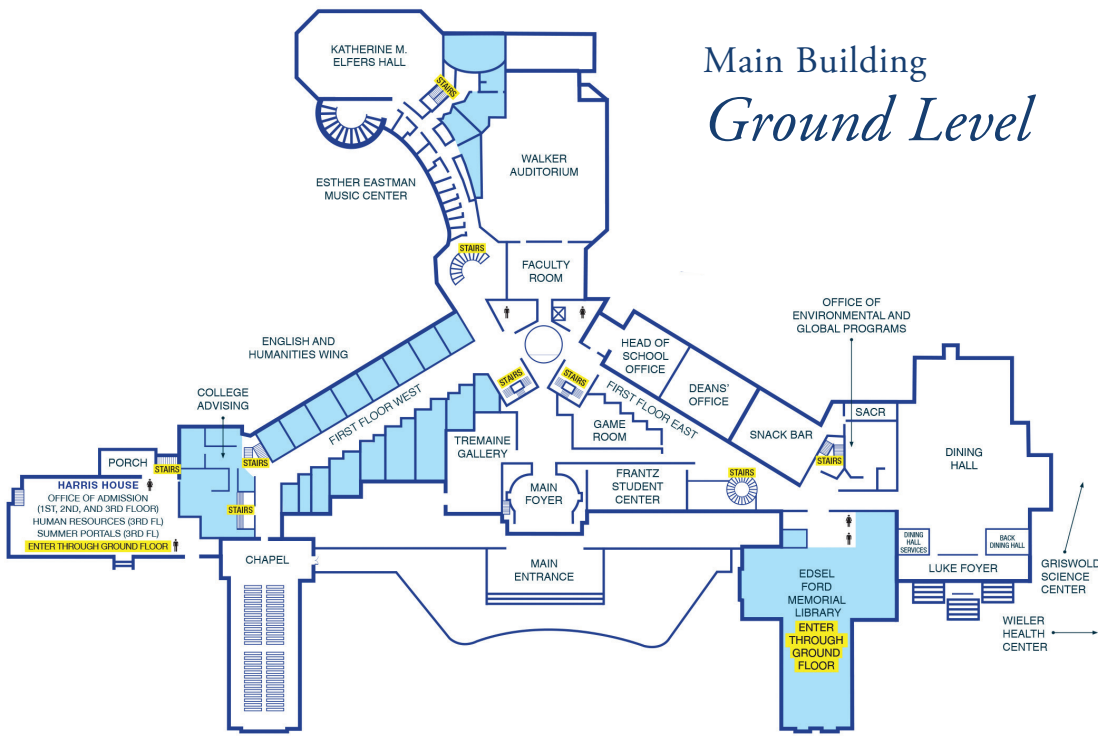 Main Building
Ground Level
KATHERINE M.
ELFERS HALL
STAIRS
WALKER
AUDITORIUM
ESTHER EASTMAN
MUSIC CENTER
STAIRS
FACULTY
ROOM
OFFICE OF
ENVIRONMENTAL AND
GLOBAL PROGRAMS
ENGLISH AND
HUMANITIES WING
HEAD OF
SCHOOL
OFFICE
STAIRS
STAIRS
DEANS'
OFFICE
COLLEGE
ADVISING
FIRST FLOOR WEST
FIRST FLOOR EAST
SACR
GAME
ROOM
SNACK BAR
TREMAINE
GALLERY
DINING
HALL
PORCH
STAIRS
STAIRS
STAIRS
STAIRS
HARRIS HOUSE
OFFICE OF ADMISSION
(1ST, 2ND, AND 3RD FLOOR)
HUMAN RESOURCES (3RD FL)
SUMMER PORTALS (3RD FL)
ENTER THROUGH GROUND FLOOR
STAIRS
MAIN
FOYER
FRANTZ
STUDENT
CENTER
CHAPEL
MAIN
ENTRANCE
DINING
HALL
SERVICES
BACK
DINING HALL
LUKE FOYER
EDSEL
FORD
MEMORIAL
LIBRARY
ENTER
THROUGH
GROUND
FLOOR
GRISWOLD
SCIENCE
CENTER
WIELER
HEALTH
CENTER